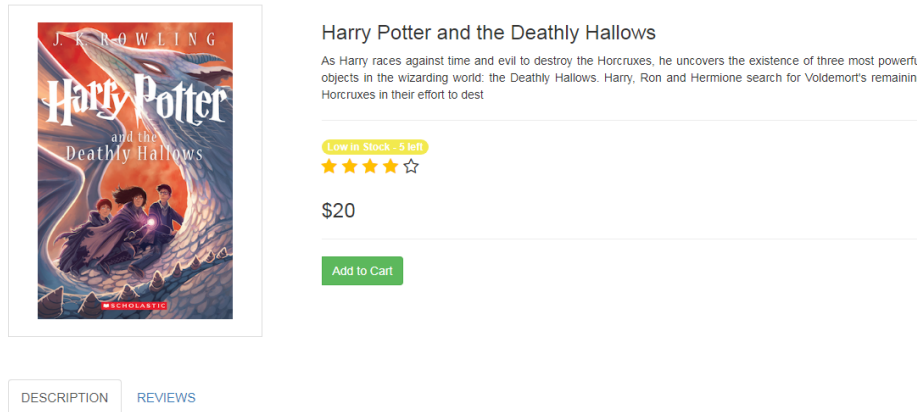 J. K. ROWLING
Harry Potter
and the
Deathly Hallows
SCHOLASTIC
Harry Potter and the Deathly Hallows
As Harry races against time and evil to destroy the Horcruxes, he uncovers the existence of three most powerfu
objects in the wizarding world: the Deathly Hallows. Harry, Ron and Hermione search for Voldemort's remainin
Horcruxes in their effort to dest
Low in Stock - 5 left
$20
Add to Cart
DESCRIPTION REVIEWS